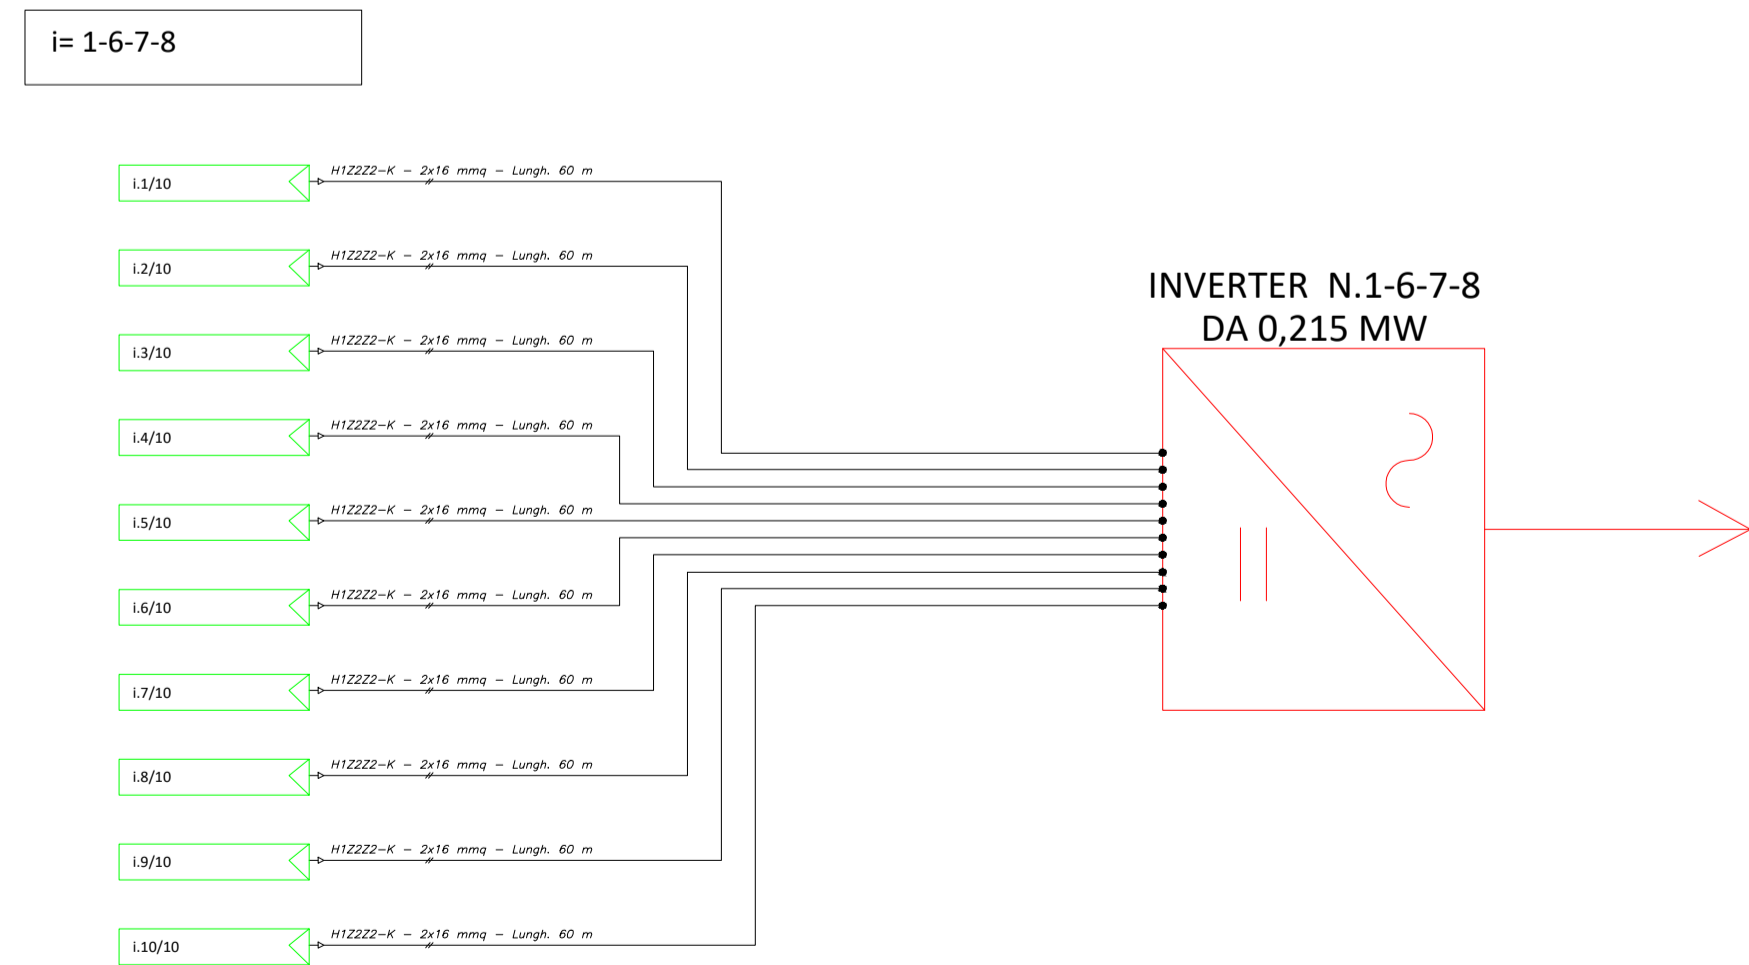 i= 1-6-7-8
i.1/10
H1Z2Z2-K - 2x16 mmq - Lungh. 60 m
i.2/10
H1Z2Z2-K - 2x16 mmq - Lungh. 60 m
INVERTER N.1-6-7-8
DA 0,215 MW
i.3/10
H1Z2Z2-K - 2x16 mmq - Lungh. 60 m
i.4/10
H1Z2Z2-K - 2x16 mmq - Lungh. 60 m
i.5/10
H1Z2Z2-K - 2x16 mmq - Lungh. 60 m
i.6/10
H1Z2Z2-K - 2x16 mmq - Lungh. 60 m
i.7/10
H1Z2Z2-K - 2x16 mmq - Lungh. 60 m
i.8/10
H1Z2Z2-K - 2x16 mmq - Lungh. 60 m
i.9/10
H1Z2Z2-K - 2x16 mmq - Lungh. 60 m
i.10/10
H1Z2Z2-K - 2x16 mmq - Lungh. 60 m